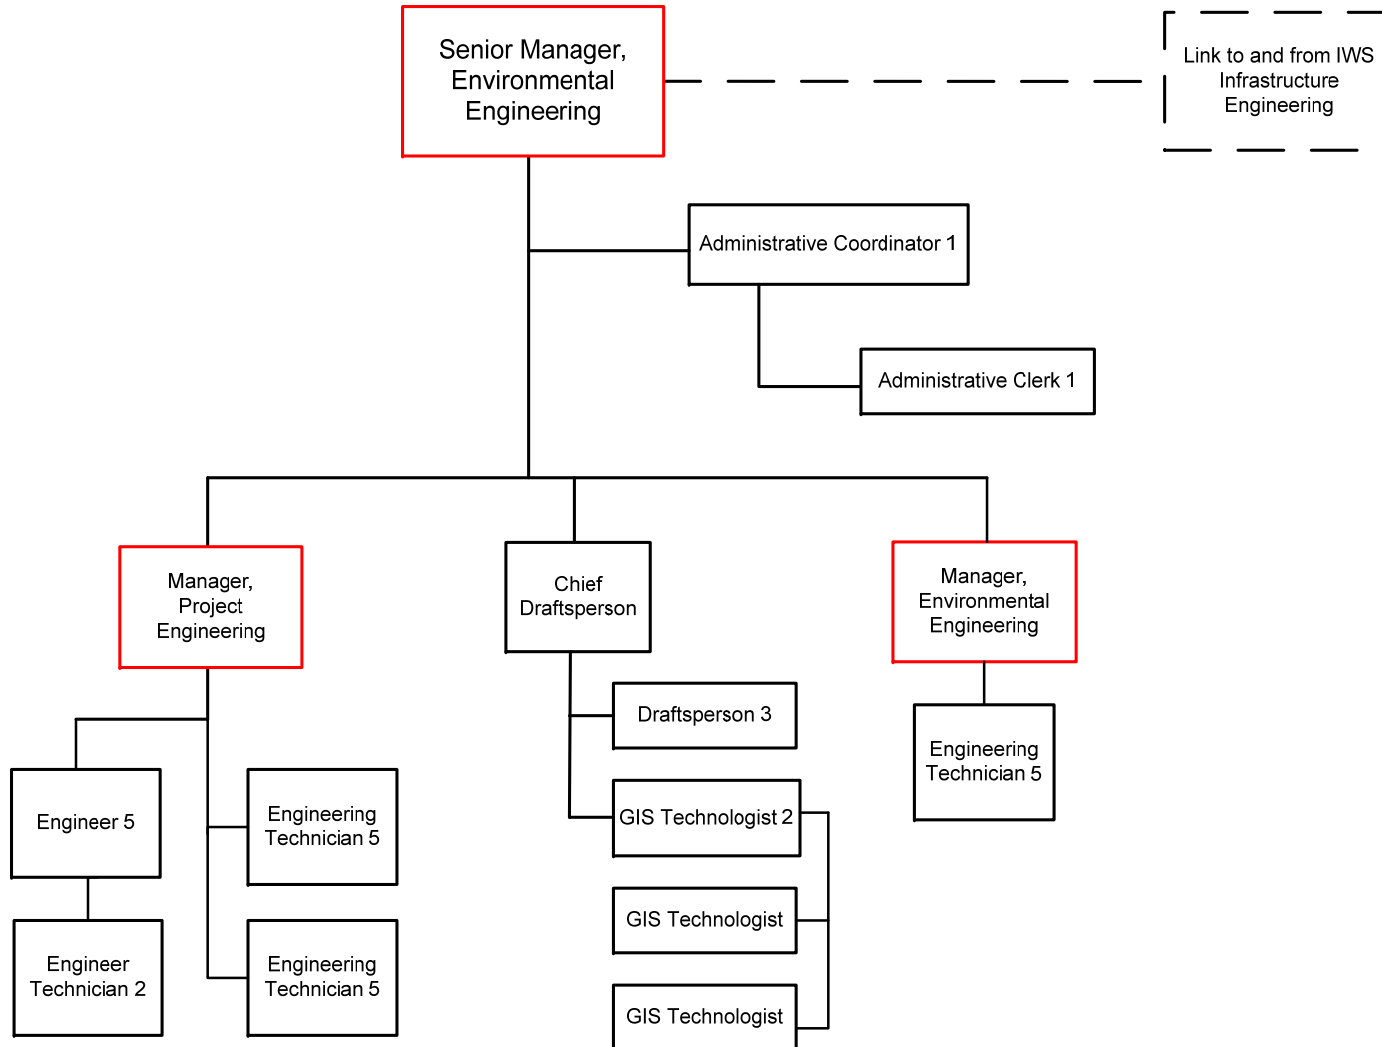 Senior Manager,
Environmental
Engineering
Link to and from IWS
Infrastructure
Engineering
Administrative Coordinator 1
Administrative Clerk 1
Manager,
Project
Engineering
Chief
Draftsperson
Manager,
Environmental
Engineering
Draftsperson 3
Engineering
Technician 5
Engineer 5
Engineering
Technician 5
GIS Technologist 2
GIS Technologist
Engineer
Technician 2
Engineering
Technician 5
GIS Technologist